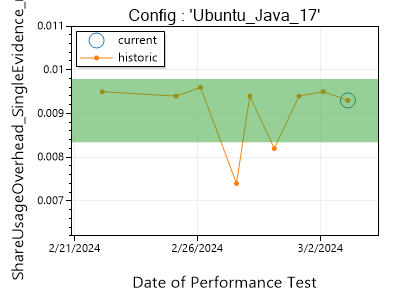 Config : 'Ubuntu_Java_17'
ShareUsageOverhead_SingleEvidence_
current
historic
0.011
0.01
0.009
0.008
0.007
2/21/2024
2/26/2024
3/2/2024
Date of Performance Test